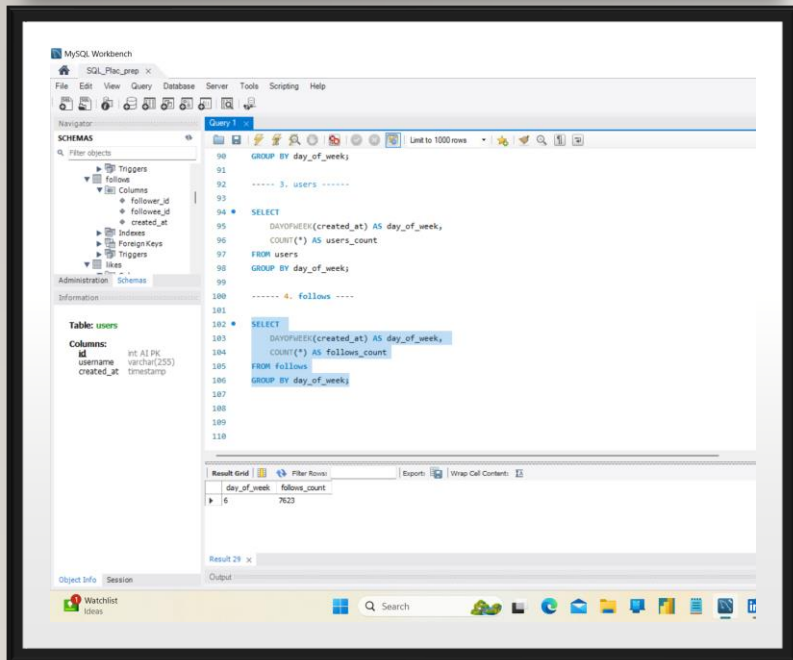 MySQL Workbench
SQL_Plac_prep ×
File Edit View Query Database Server Tools Scripting Help
Navigator
SCHEMAS
Filter objects
Triggers
follows
Columns
follower_id
followee_id
created_at
Indexes
Foreign Keys
Triggers
likes
Administration Schemas
Information
Table: users
Columns:
id int AI PK
username varchar(255)
created_at timestamp
Object Info Session
Query 1 ×
Limit to 1000 rows
90 GROUP BY day_of_week;
91
92 ----- 3. users ------
93
94 SELECT
95 DAYOFWEEK(created_at) AS day_of_week,
96 COUNT(*) AS users_count
97 FROM users
98 GROUP BY day_of_week;
99
100 ------ 4. follows ----
101
102 SELECT
103 DAYOFWEEK(created_at) AS day_of_week,
104 COUNT(*) AS follows_count
105 FROM follows
106 GROUP BY day_of_week;
107
108
109
110
Result Grid Filter Rows: Export: Wrap Cell Content:
day_of_week follows_count
6 7623
Result 29 ×
Output
1
Watchlist
Ideas
Search